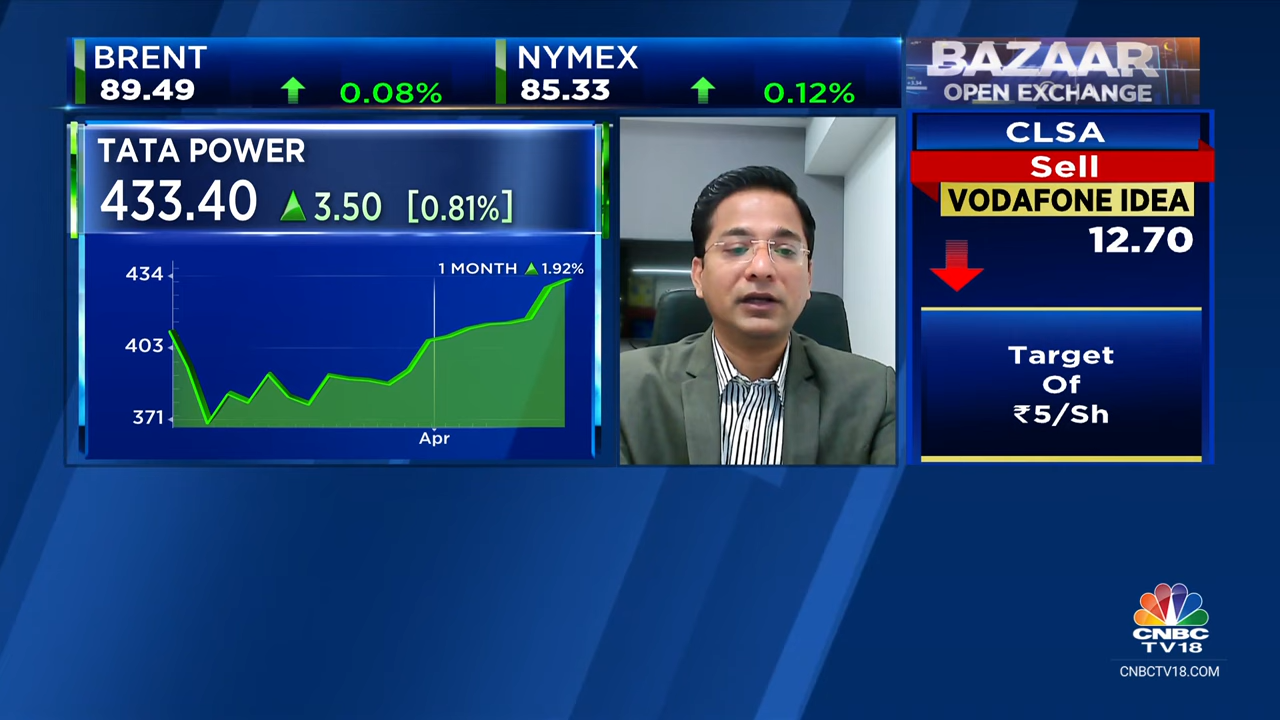 BRENT
89.49 0.08%
NYMEX
85.33 0.12%
BAZAAR
OPEN EXCHANGE
TATA POWER
433.40 3.50 [0.81%]
1 MONTH 1.92%
434
403
371
Apr
CLSA
Sell
VODAFONE IDEA
12.70
Target
Of
₹5/Sh
CNBC
TV18
CNBCTV18.COM